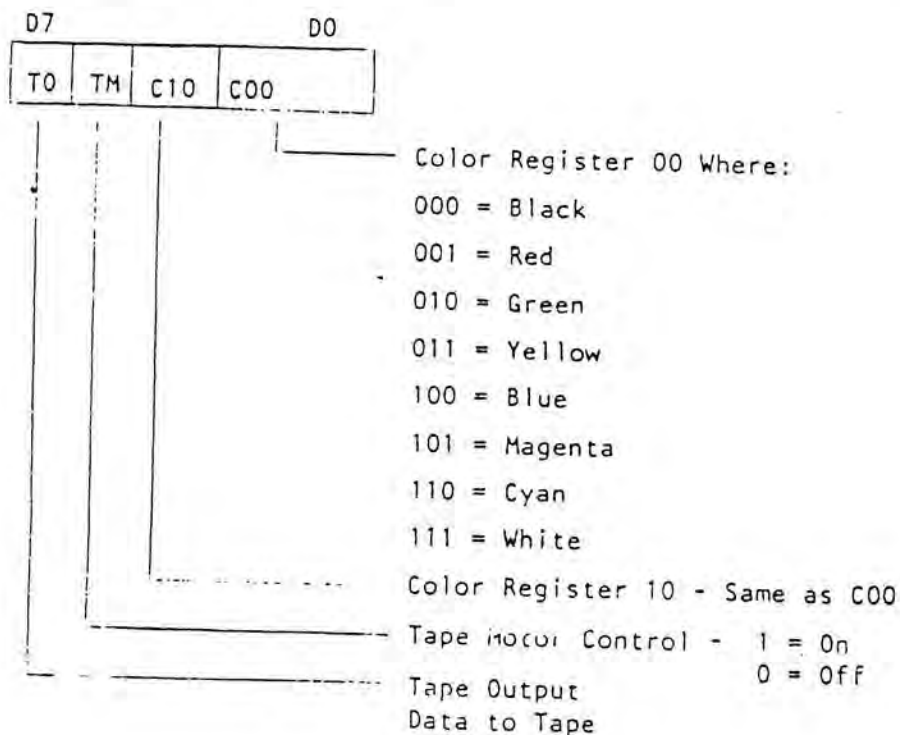 D7 D0
TO TM C10 C00
Color Register 00 Where:
000 = Black
001 = Red
010 = Green
011 = Yellow
100 = Blue
101 = Magenta
110 = Cyan
111 = White
Color Register 10 - Same as C00
Tape Control - 1 = On
0 = Off
Tape Output
Data to Tape